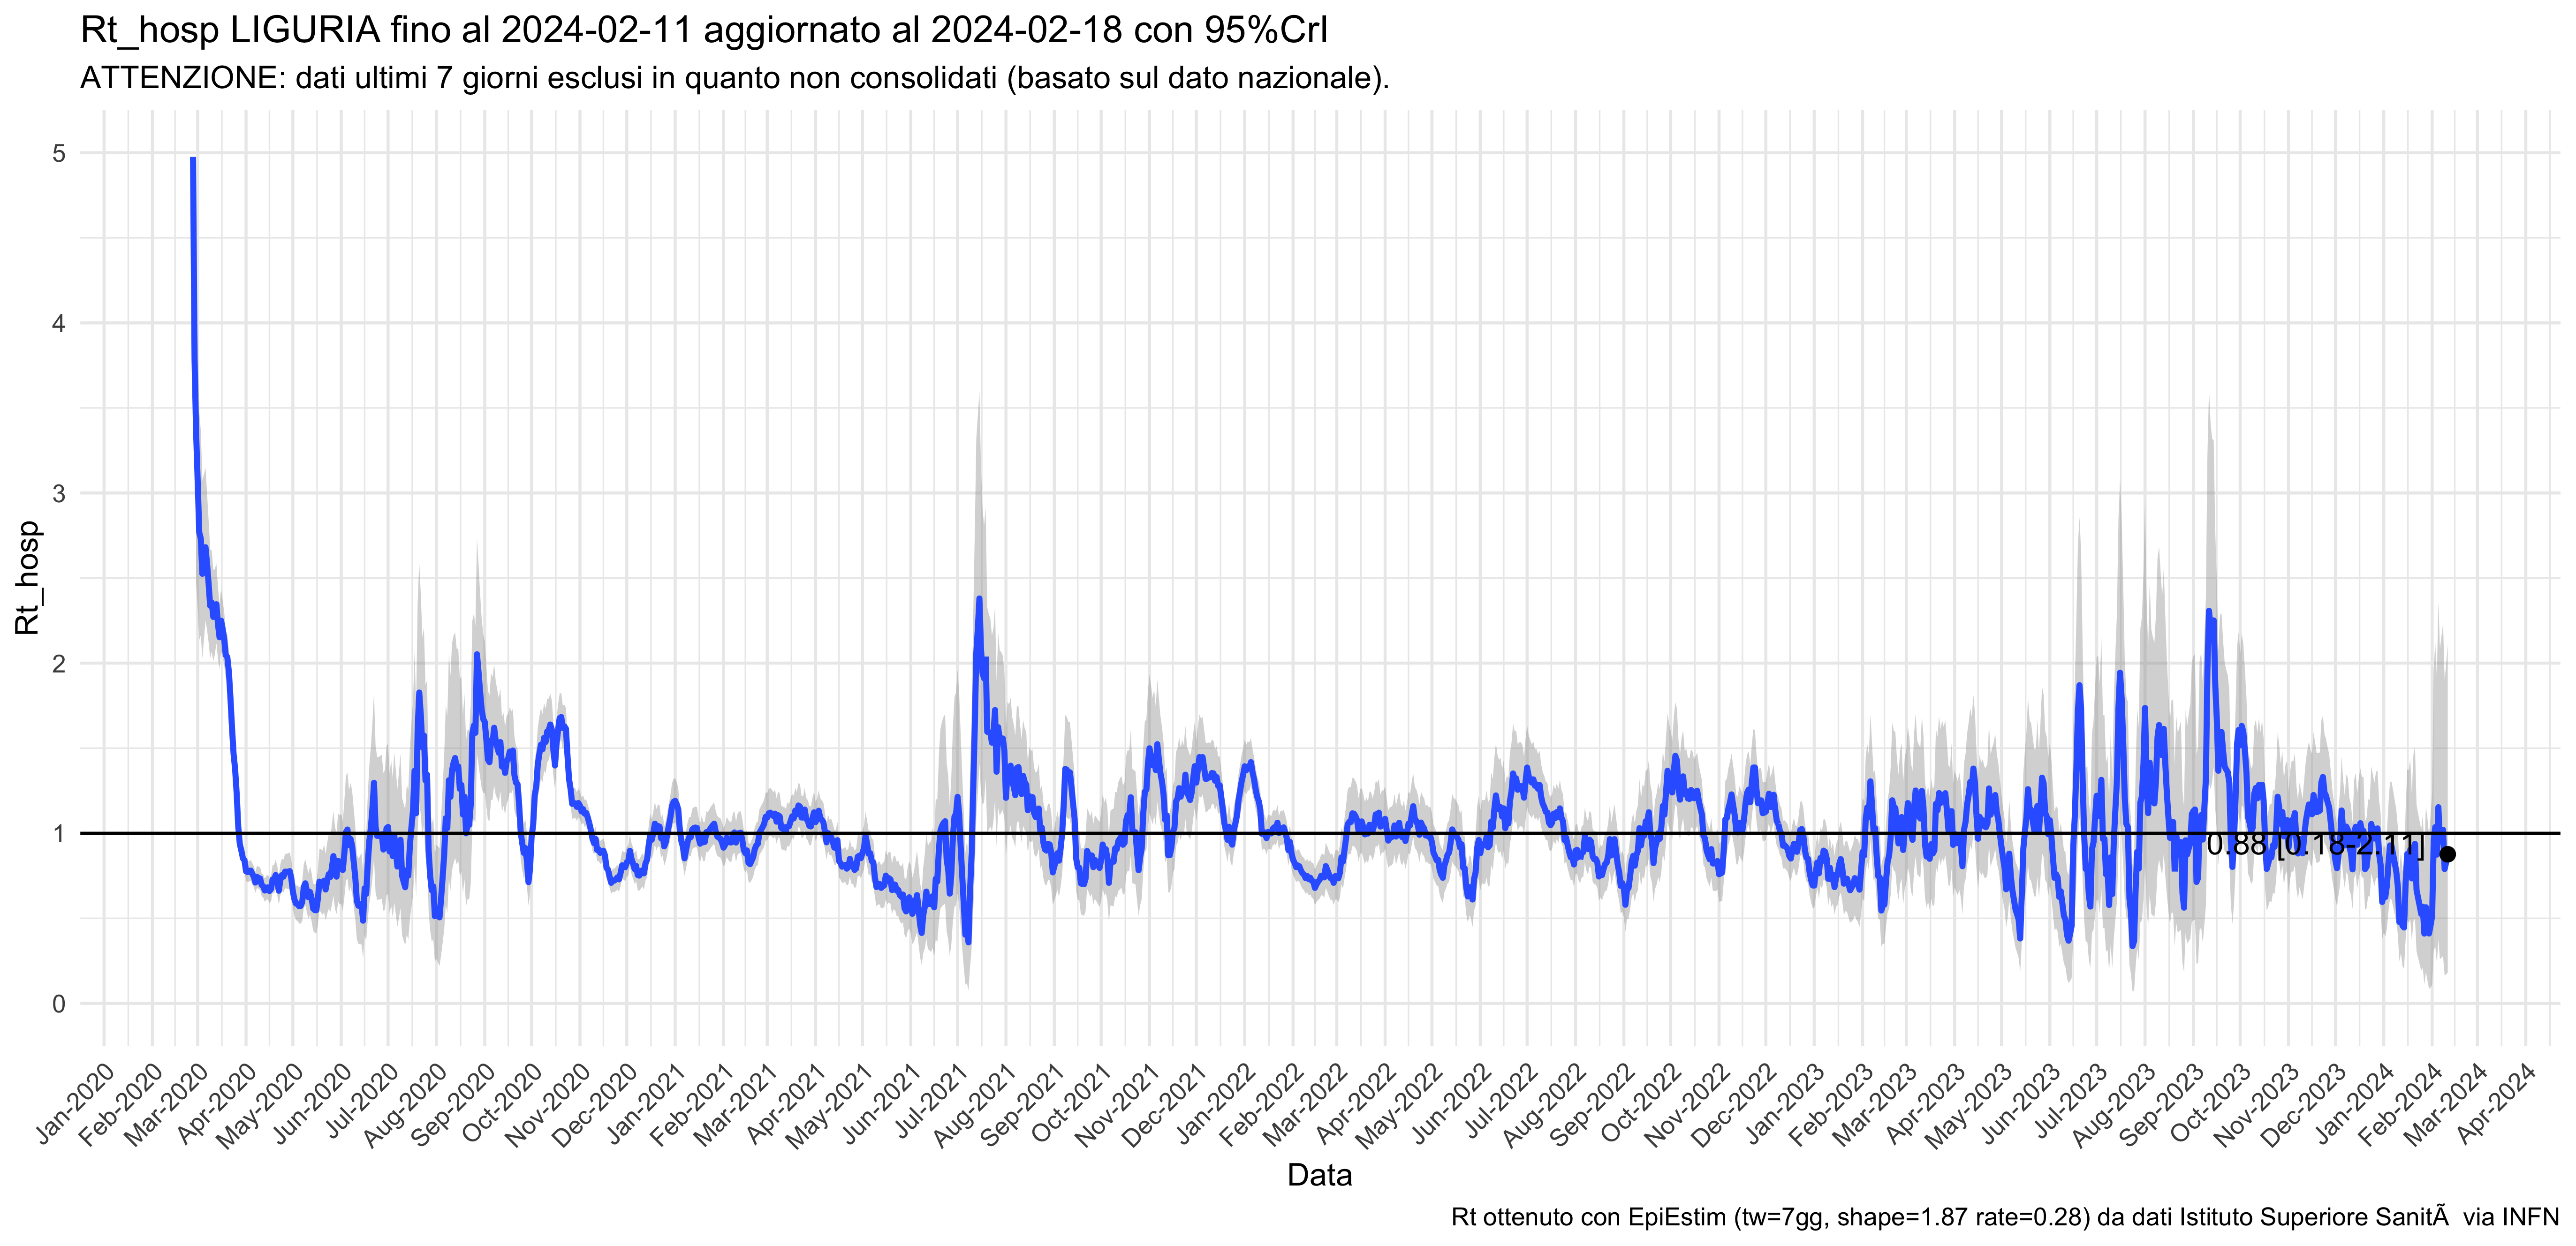 Rt_hosp LIGURIA fino al 2024-02-11 aggiornato al 2024-02-18 con 95%CrI
ATTENZIONE: dati ultimi 7 giorni esclusi in quanto non consolidati (basato sul dato nazionale).
Rt_hosp
5
4
3
2
1
0
0.88 [0.18-2.11]
Jan-2020
Feb-2020
Mar-2020
Apr-2020
May-2020
Jun-2020
Jul-2020
Aug-2020
Sep-2020
Oct-2020
Nov-2020
Dec-2020
Jan-2021
Feb-2021
Mar-2021
Apr-2021
May-2021
Jun-2021
Jul-2021
Aug-2021
Sep-2021
Oct-2021
Nov-2021
Dec-2021
Jan-2022
Feb-2022
Mar-2022
Apr-2022
May-2022
Jun-2022
Jul-2022
Aug-2022
Sep-2022
Oct-2022
Nov-2022
Dec-2022
Jan-2023
Feb-2023
Mar-2023
Apr-2023
May-2023
Jun-2023
Jul-2023
Aug-2023
Sep-2023
Oct-2023
Nov-2023
Dec-2023
Jan-2024
Feb-2024
Mar-2024
Apr-2024
Data
Rt ottenuto con EpiEstim (tw=7gg, shape=1.87 rate=0.28) da dati Istituto Superiore SanitÃ  via INFN